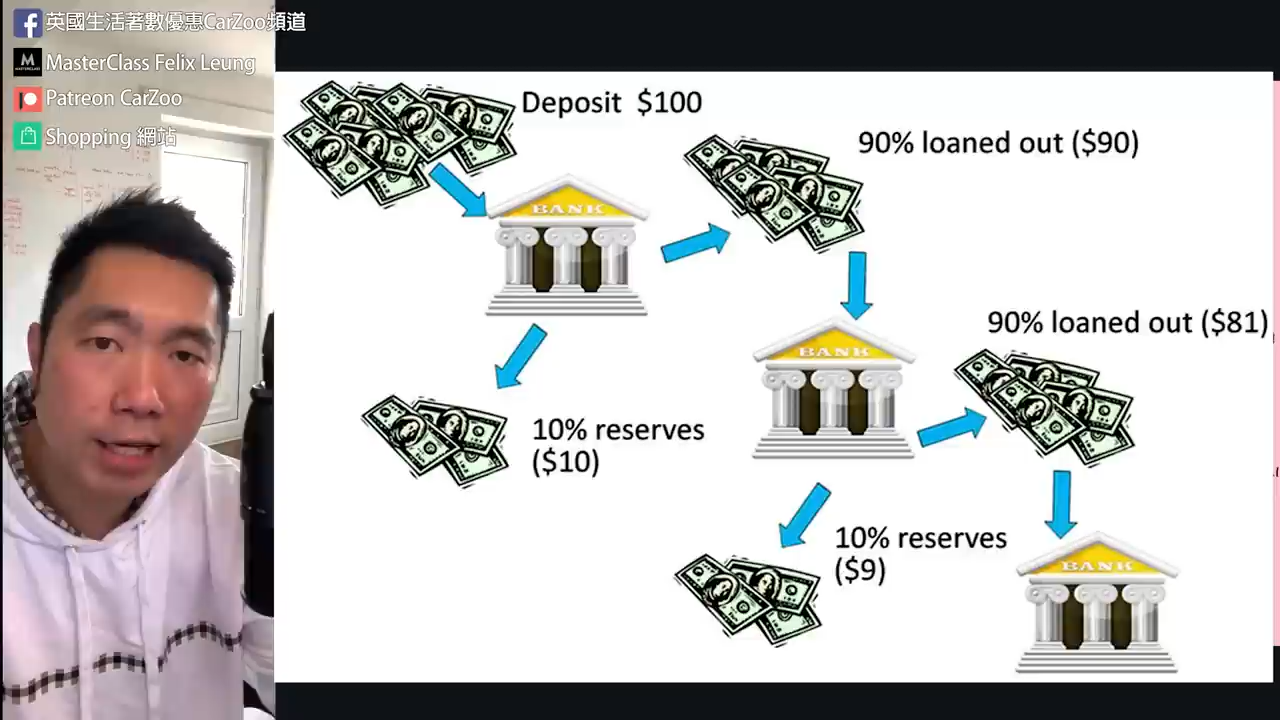 英國生活著數優惠CarZoo頻道
MasterClass Felix Leung
Patreon CarZoo
Shopping 網站
Deposit $100
90% loaned out ($90)
BANK
90% loaned out ($81)
BANK
10% reserves
($10)
10% reserves
($9)
BANK